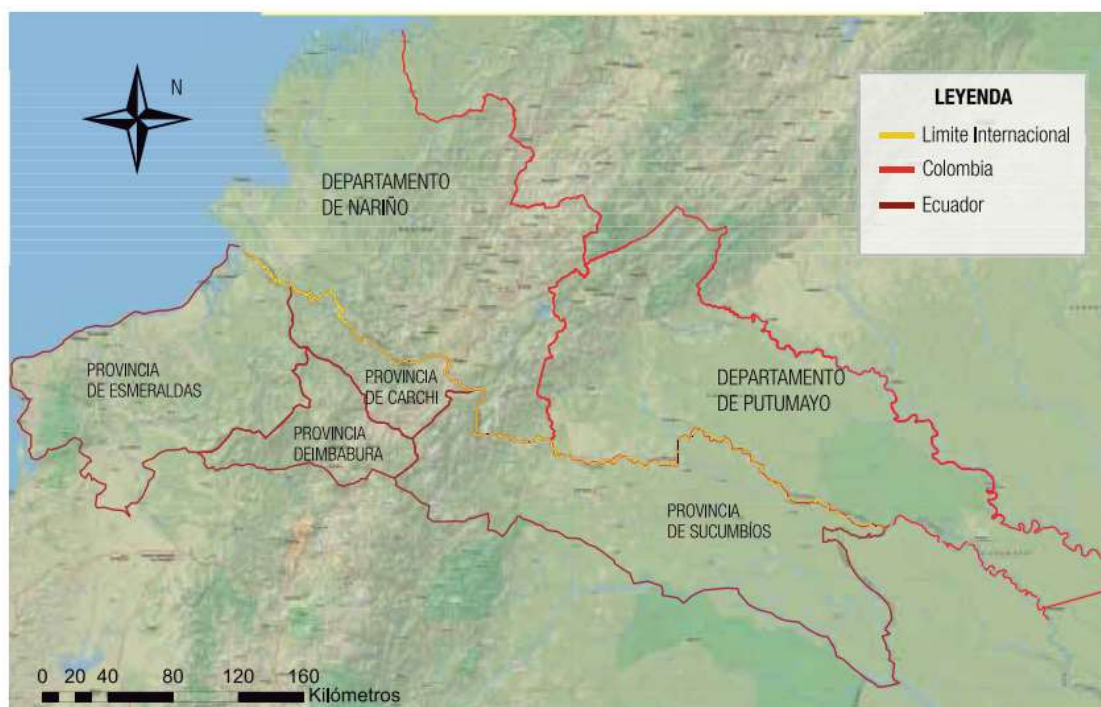 N
LEYENDA
Limite Internacional
Colombia
Ecuador
DEPARTAMENTO
DE NARIÑO
PROVINCIA
DE ESMERALDAS
PROVINCIA
DE CARCHI
PROVINCIA
DEIMBABURA
DEPARTAMENTO
DE PUTUMAYO
PROVINCIA
DE SUCUMBÍOS
0 20 40 80 120 160
Kilómetros